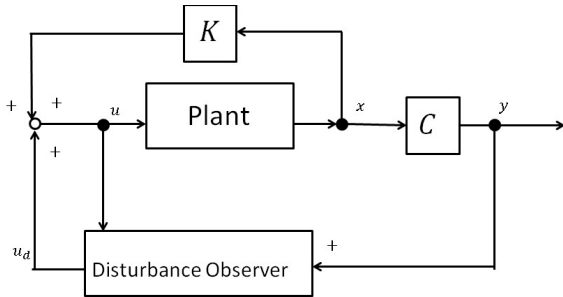 K
+
+
u
Plant
x
C
y
+
u_d
Disturbance Observer
+